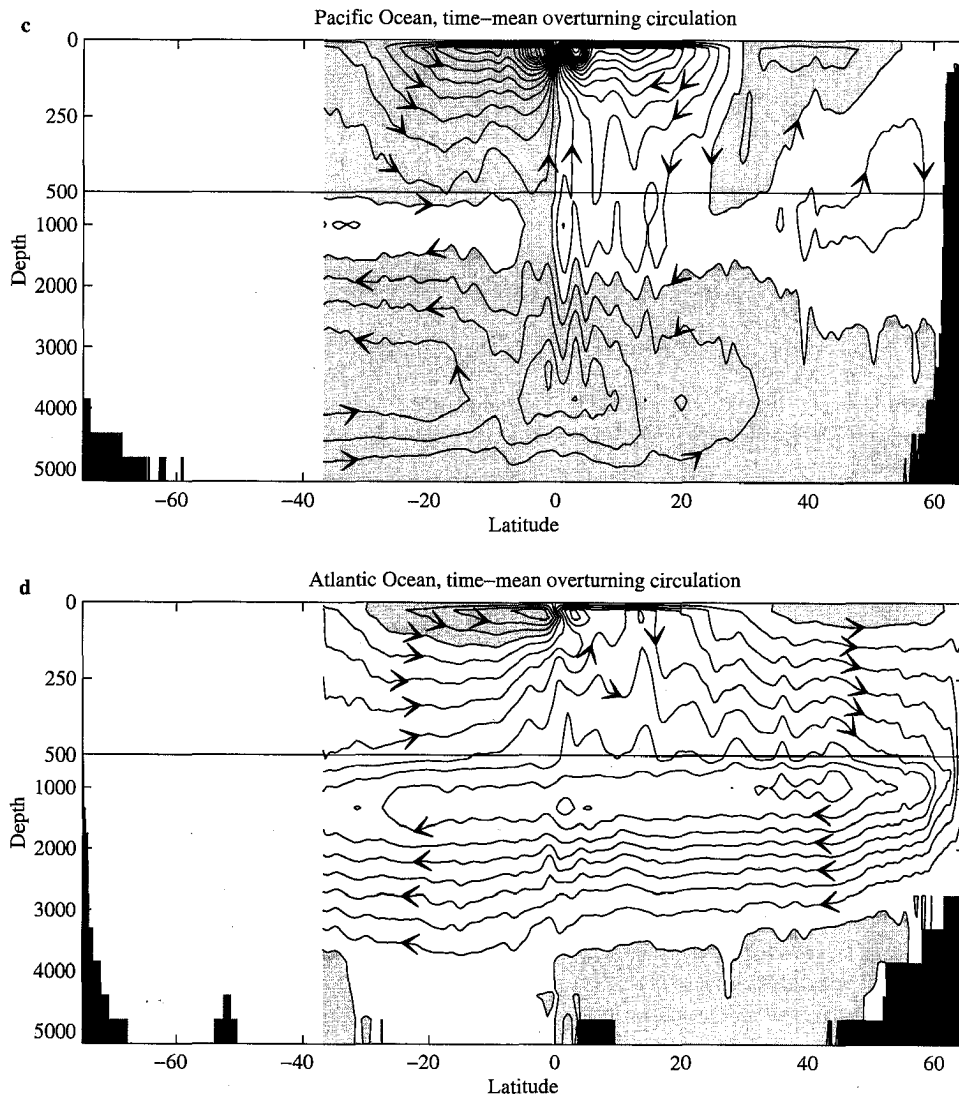 c
Pacific Ocean, time−mean overturning circulation
0
250
500
1000
2000
3000
4000
5000
Depth
−60 −40 −20 0 20 40 60
Latitude
d
Atlantic Ocean, time−mean overturning circulation
0
250
500
1000
2000
3000
4000
5000
Depth
−60 −40 −20 0 20 40 60
Latitude